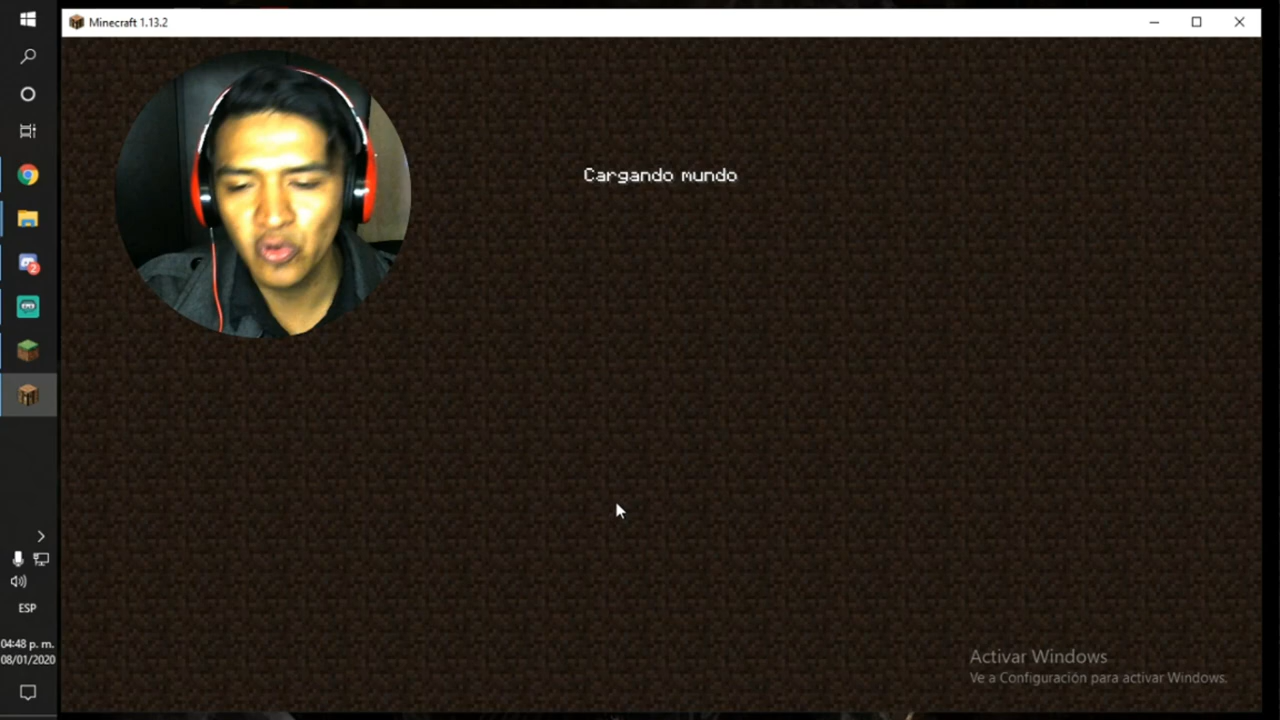 Minecraft 1.13.2
Cargando mundo
2
ESP
04:48 p. m.
08/01/2020
Activar Windows
Ve a Configuración para activar Windows.